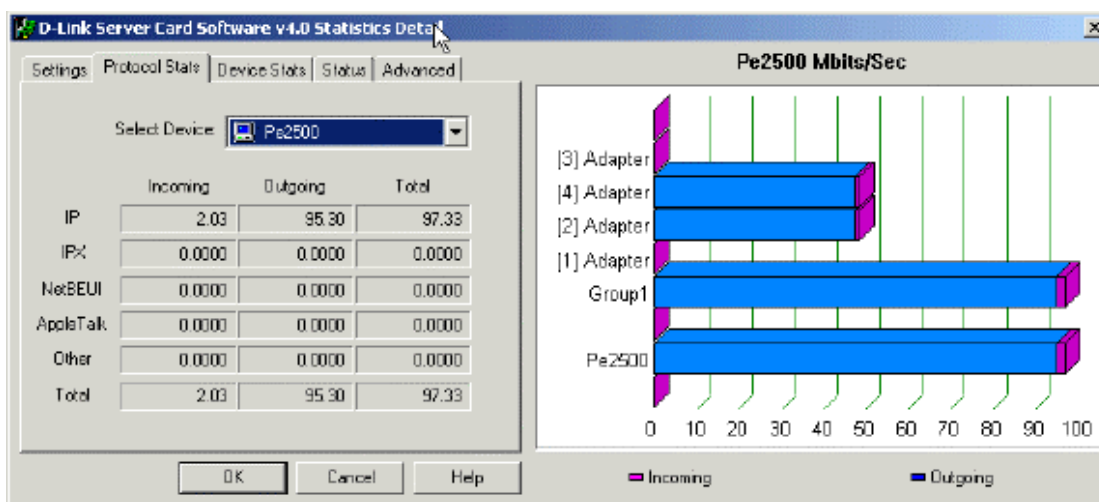 D-Link Server Card Software v4.0 Statistics Detail
Settings Protocol Stats Device Stats Status Advanced
Select Device: Pe2500
Incoming Outgoing Total
IP 2.03 95.30 97.33
IPX 0.0000 0.0000 0.0000
NetBEUI 0.0000 0.0000 0.0000
AppleTalk 0.0000 0.0000 0.0000
Other 0.0000 0.0000 0.0000
Total 2.03 95.30 97.33
OK Cancel Help
Pe2500 Mbits/Sec
[3] Adapter
[4] Adapter
[2] Adapter
[1] Adapter
Group1
Pe2500
0 10 20 30 40 50 60 70 80 90 100
Incoming Outgoing